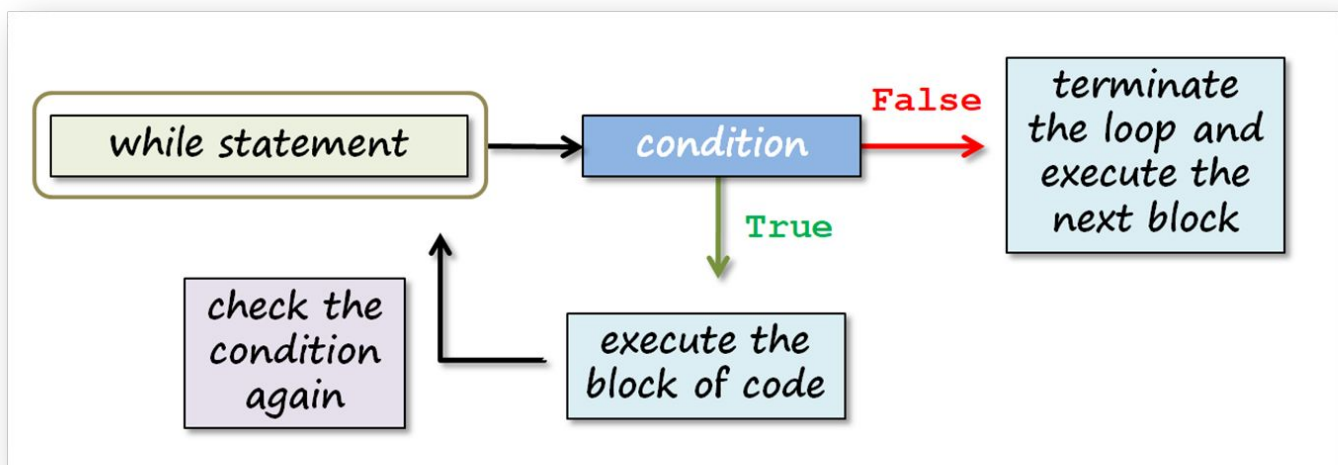 while statement
condition
False
terminate
the loop and
execute the
next block
True
check the
condition
again
execute the
block of code